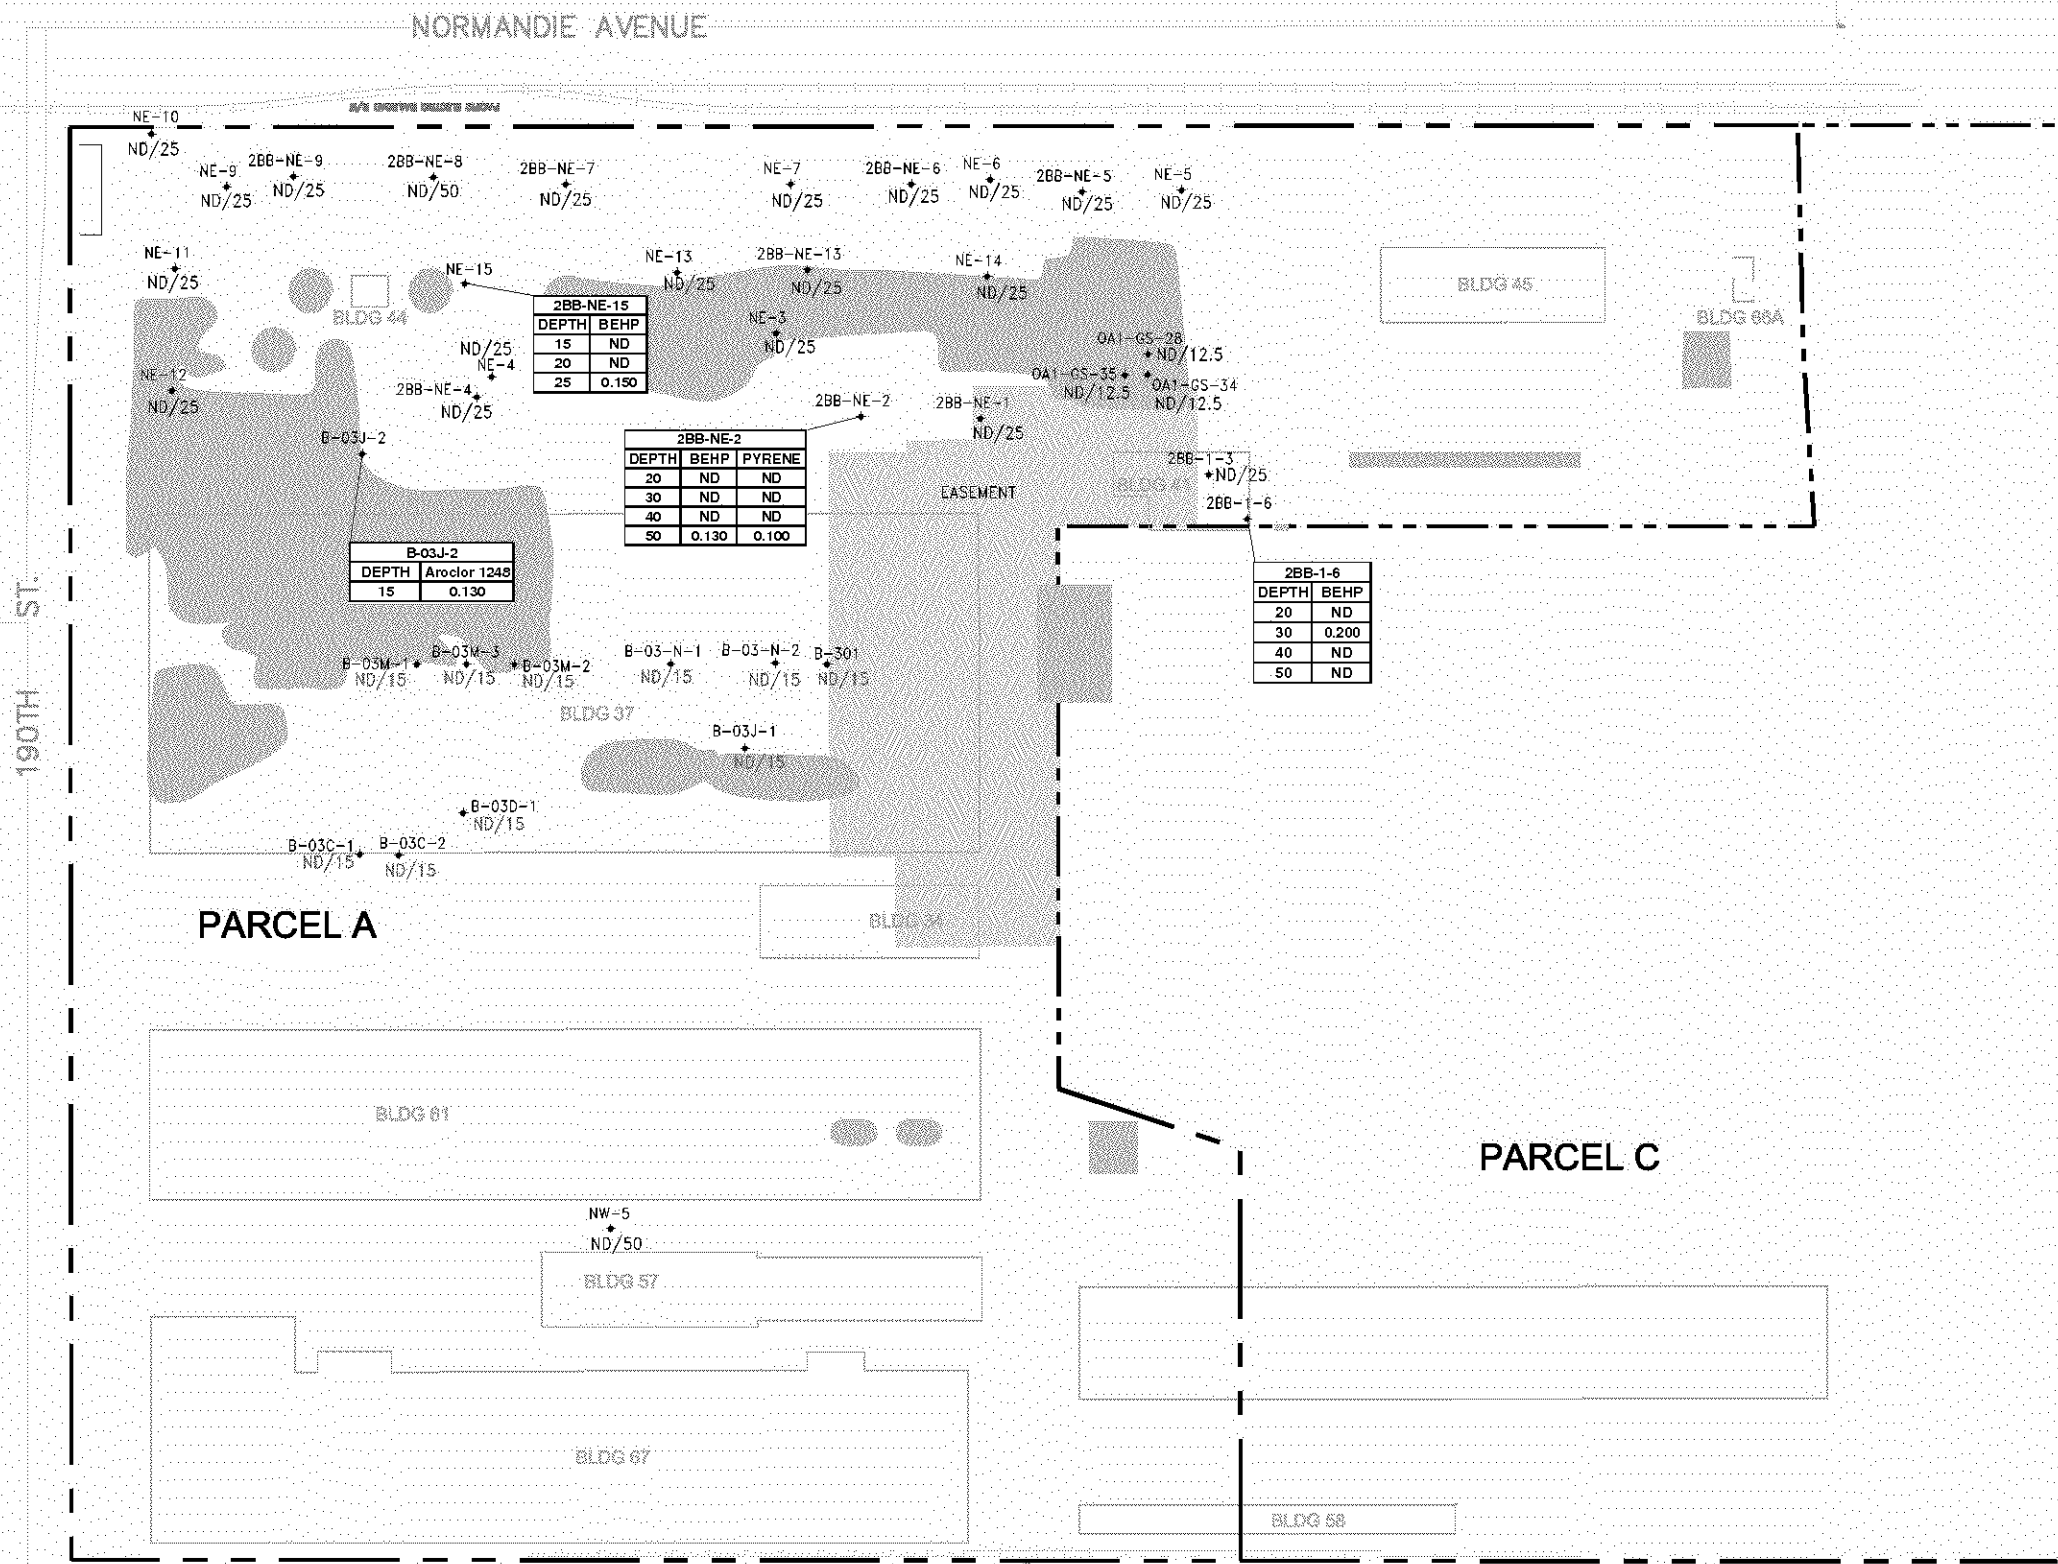 NORMANDIE AVENUE
NE-10
ND/25
NE-9
ND/25
2BB-NE-9
ND/25
2BB-NE-8
ND/50
2BB-NE-7
ND/25
NE-7
ND/25
2BB-NE-6
ND/25
NE-6
ND/25
2BB-NE-5
ND/25
NE-5
ND/25
NE-11
ND/25
BLDG 44
NE-15
NE-13
ND/25
2BB-NE-13
ND/25
NE-14
ND/25
BLDG 45
BLDG 66A
2BB-NE-15
DEPTH BEHP
15 ND
20 ND
25 0.150
NE-3
ND/25
ND/25
NE-4
2BB-NE-4
ND/25
NE-12
ND/25
OA1-GS-28
ND/12.5
OA1-GS-35
ND/12.5
OA1-GS-34
ND/12.5
2BB-NE-2
2BB-NE-1
ND/25
B-03J-2
2BB-NE-2
DEPTH BEHP PYRENE
20 ND ND
30 ND ND
40 ND ND
50 0.130 0.100
EASEMENT
2BB-1-3
ND/25
2BB-1-6
B-03J-2
DEPTH Aroclor 1248
15 0.130
2BB-1-6
DEPTH BEHP
20 ND
30 0.200
40 ND
50 ND
190TH ST.
B-03M-1
ND/15
B-03M-3
ND/15
B-03M-2
ND/15
B-03-N-1
ND/15
B-03-N-2
ND/15
B-301
ND/15
BLDG 37
B-03J-1
ND/15
B-03D-1
ND/15
B-03C-1
ND/15
B-03C-2
ND/15
PARCEL A
BLDG
BLDG 61
PARCEL C
NW-5
ND/50
BLDG 57
BLDG 67
BLDG 58